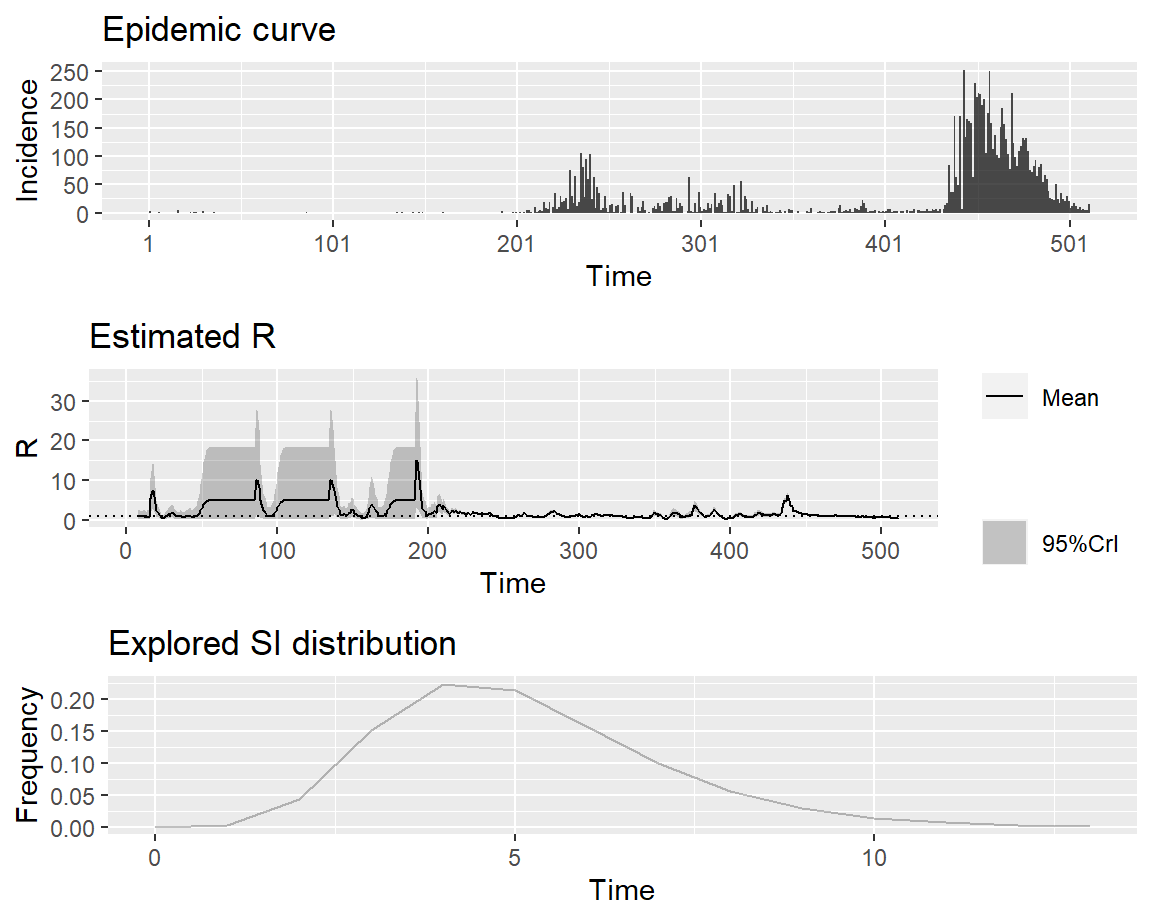 Epidemic curve
Incidence
250
200
150
100
50
0
1 101 201 301 401 501
Time
Estimated R
R
30
20
10
0
0 100 200 300 400 500
Time
Mean
95%CrI
Explored SI distribution
Frequency
0.20
0.15
0.10
0.05
0.00
0 5 10
Time